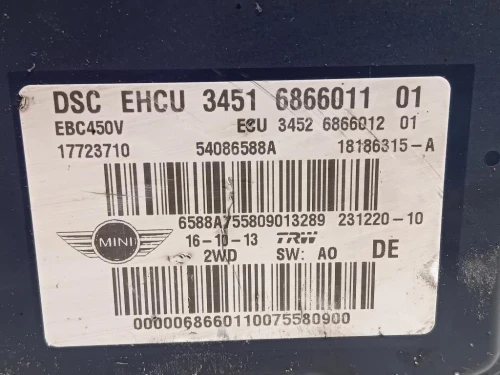 DSC EHCU 3451 6866011 01
EBC450V ECU 3452 6866012 01
17723710 54086588A 18186315-A
6588A755809013289 231220-10
MINI 16-10-13 TRW DE
2WD SW: A0
0000068660110075580900